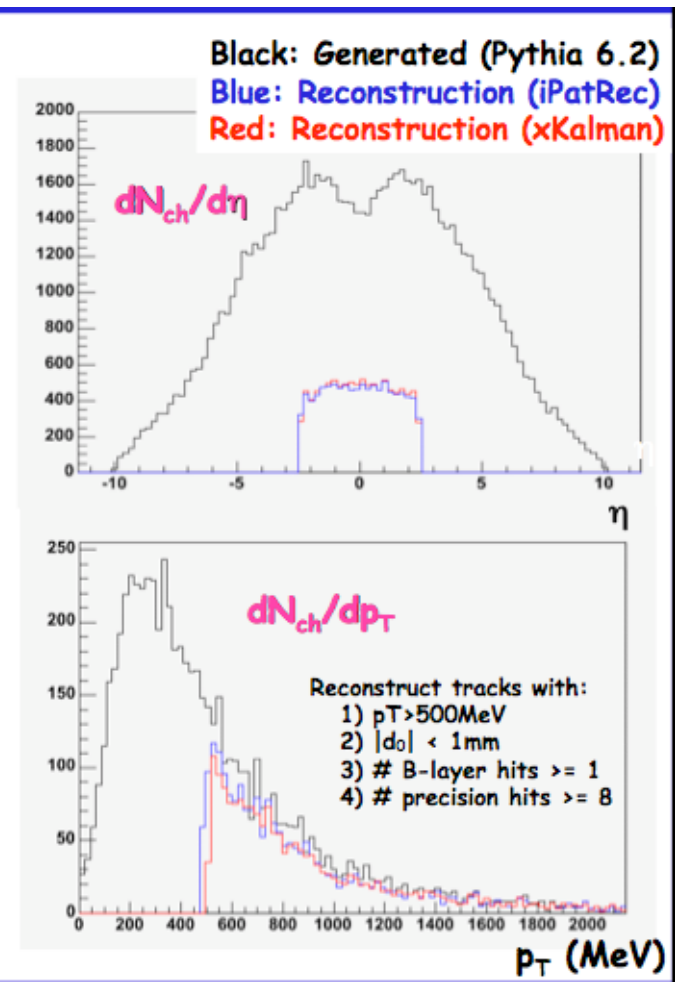 Black: Generated (Pythia 6.2)
Blue: Reconstruction (iPatRec)
Red: Reconstruction (xKalman)
dNch/dη
2000
1800
1600
1400
1200
1000
800
600
400
200
0
-10 -5 0 5 10
η
η
dNch/dpT
250
200
150
100
50
0
Reconstruct tracks with:
1) pT>500MeV
2) |d0| < 1mm
3) # B-layer hits >= 1
4) # precision hits >= 8
0 200 400 600 800 1000 1200 1400 1600 1800 2000
pT (MeV)